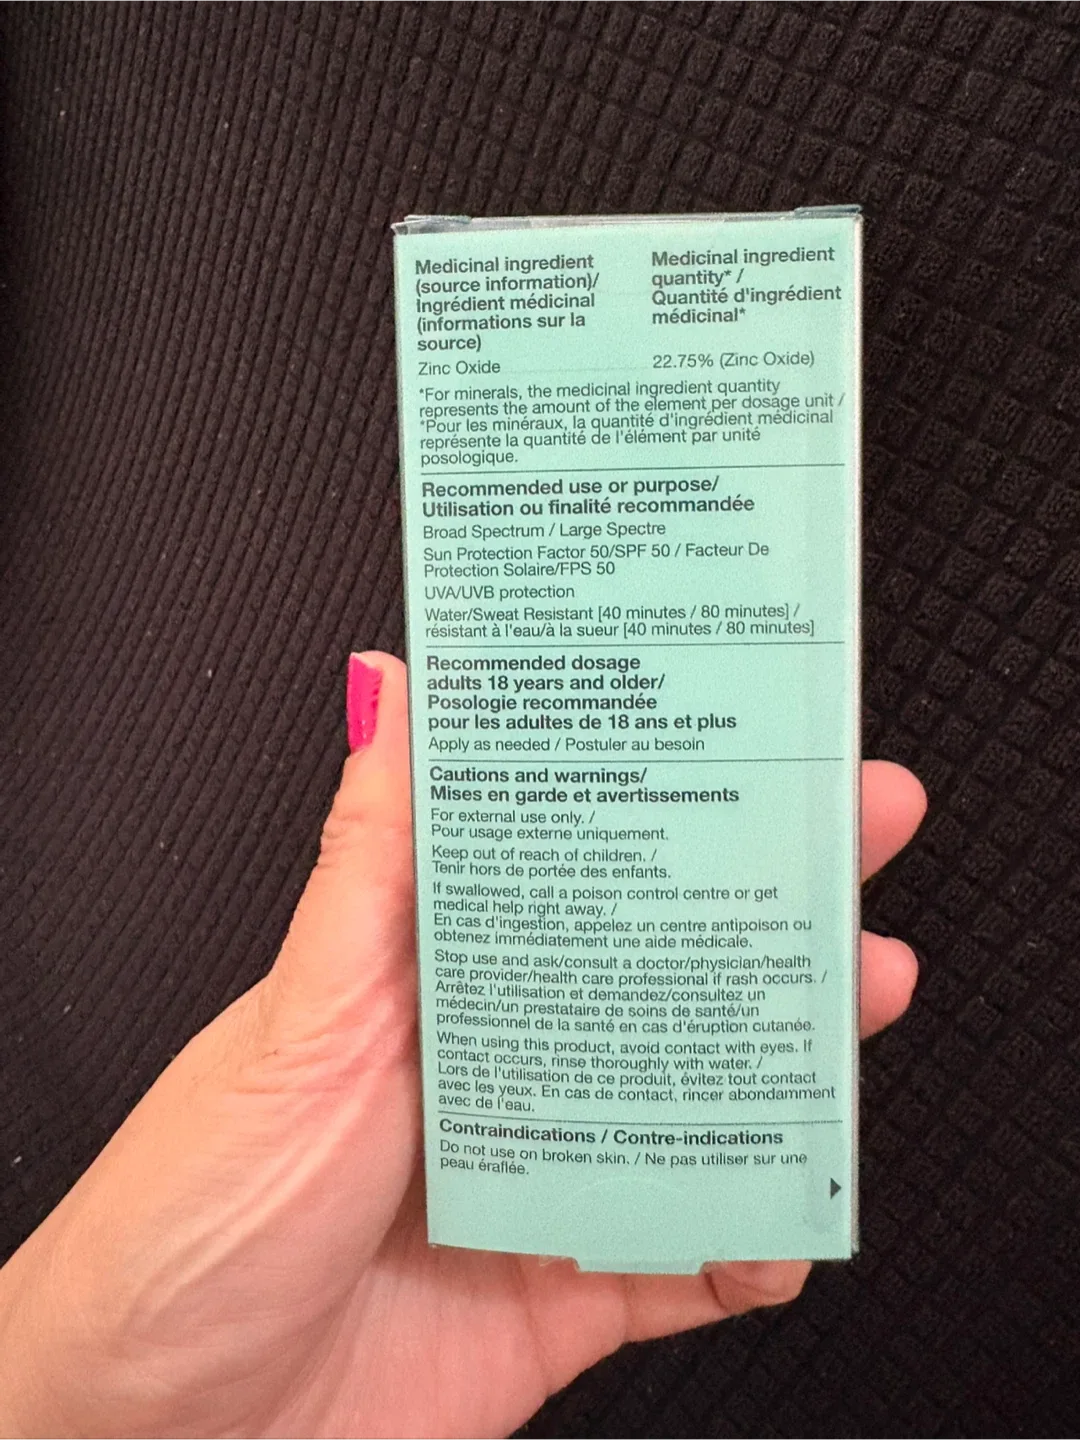 Medicinal ingredient
(source information)/
Ingrédient médicinal
(informations sur la
source)
Medicinal ingredient
quantity* /
Quantité d'ingrédient
médicinal*
Zinc Oxide
22.75% (Zinc Oxide)
*For minerals, the medicinal ingredient quantity
represents the amount of the element per dosage unit /
*Pour les minéraux, la quantité d'ingrédient médicinal
représente la quantité de l'élément par unité
posologique.
Recommended use or purpose/
Utilisation ou finalité recommandée
Broad Spectrum / Large Spectre
Sun Protection Factor 50/SPF 50 / Facteur De
Protection Solaire/FPS 50
UVA/UVB protection
Water/Sweat Resistant [40 minutes / 80 minutes] /
résistant à l'eau/à la sueur [40 minutes / 80 minutes]
Recommended dosage
adults 18 years and older/
Posologie recommandée
pour les adultes de 18 ans et plus
Apply as needed / Postuler au besoin
Cautions and warnings/
Mises en garde et avertissements
For external use only. /
Pour usage externe uniquement.
Keep out of reach of children. /
Tenir hors de portée des enfants.
If swallowed, call a poison control centre or get
medical help right away. /
En cas d'ingestion, appelez un centre antipoison ou
obtenez immédiatement une aide médicale.
Stop use and ask/consult a doctor/physician/health
care provider/health care professional if rash occurs. /
Arrêtez l'utilisation et demandez/consultez un
médecin/un prestataire de soins de santé/un
professionnel de la santé en cas d'éruption cutanée.
When using this product, avoid contact with eyes. If
contact occurs, rinse thoroughly with water. /
Lors de l'utilisation de ce produit, évitez tout contact
avec les yeux. En cas de contact, rincer abondamment
avec de l'eau.
Contraindications / Contre-indications
Do not use on broken skin. / Ne pas utiliser sur une
peau éraflée.